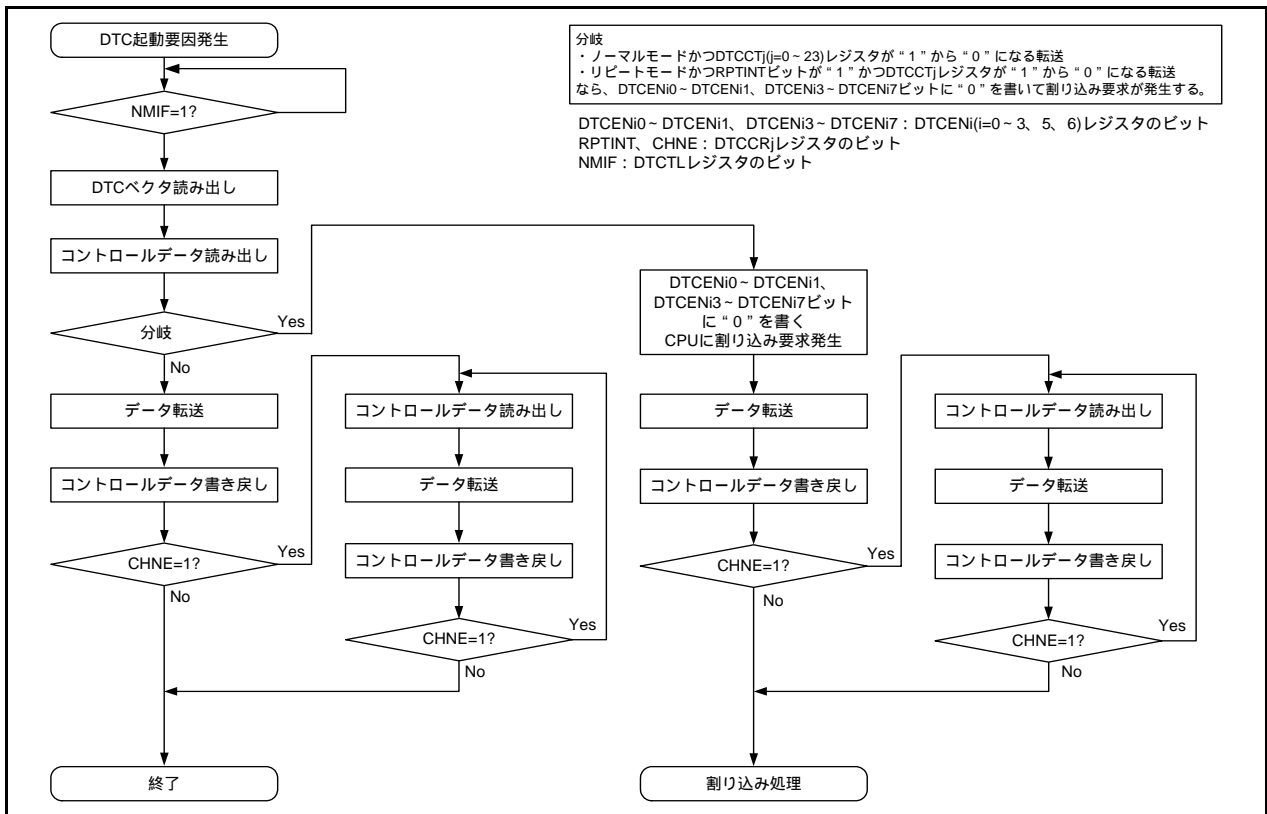 DTC起動要因発生
NMIF=1?
DTCベクタ読み出し
コントロールデータ読み出し
分岐
Yes
No
データ転送
コントロールデータ書き戻し
CHNE=1?
Yes
No
終了
コントロールデータ読み出し
データ転送
コントロールデータ書き戻し
CHNE=1?
Yes
No
分岐
・ノーマルモードかつDTCCTj(j=0~23)レジスタが“1”から“0”になる転送
・リピートモードかつRPTINTビットが“1”かつDTCCTjレジスタが“1”から“0”になる転送
なら、DTCENi0~DTCENi1、DTCENi3~DTCENi7ビットに“0”を書いて割り込み要求が発生する。
DTCENi0~DTCENi1、DTCENi3~DTCENi7:DTCENi(i=0~3、5、6)レジスタのビット
RPTINT、CHNE:DTCCRjレジスタのビット
NMIF:DTCTLレジスタのビット
DTCENi0~DTCENi1、
DTCENi3~DTCENi7ビット
に“0”を書く
CPUに割り込み要求発生
データ転送
コントロールデータ書き戻し
CHNE=1?
Yes
No
割り込み処理
コントロールデータ読み出し
データ転送
コントロールデータ書き戻し
CHNE=1?
Yes
No